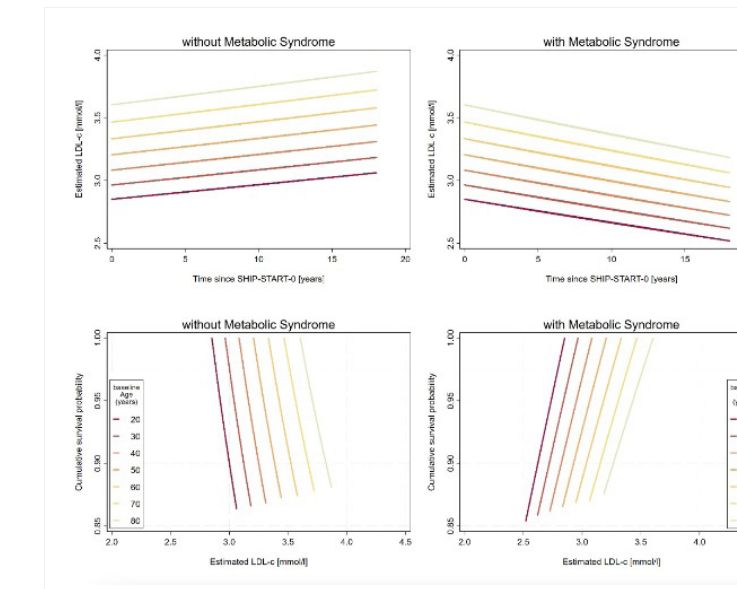 without Metabolic Syndrome
with Metabolic Syndrome
Estimated LDL-c [mmol/l]
4.0
3.5
3.0
2.5
0 5 10 15 20
Time since SHIP-START-0 [years]
Estimated LDL-c [mmol/l]
4.0
3.5
3.0
2.5
0 5 10 15
Time since SHIP-START-0 [years]
without Metabolic Syndrome
with Metabolic Syndrome
Cumulative survival probability
1.00
0.95
0.90
0.85
baseline
Age
(years)
20
30
40
50
60
70
80
2.0 2.5 3.0 3.5 4.0 4.5
Estimated LDL-c [mmol/l]
Cumulative survival probability
1.00
0.95
0.90
0.85
2.0 2.5 3.0 3.5 4.0
Estimated LDL-c [mmol/l]